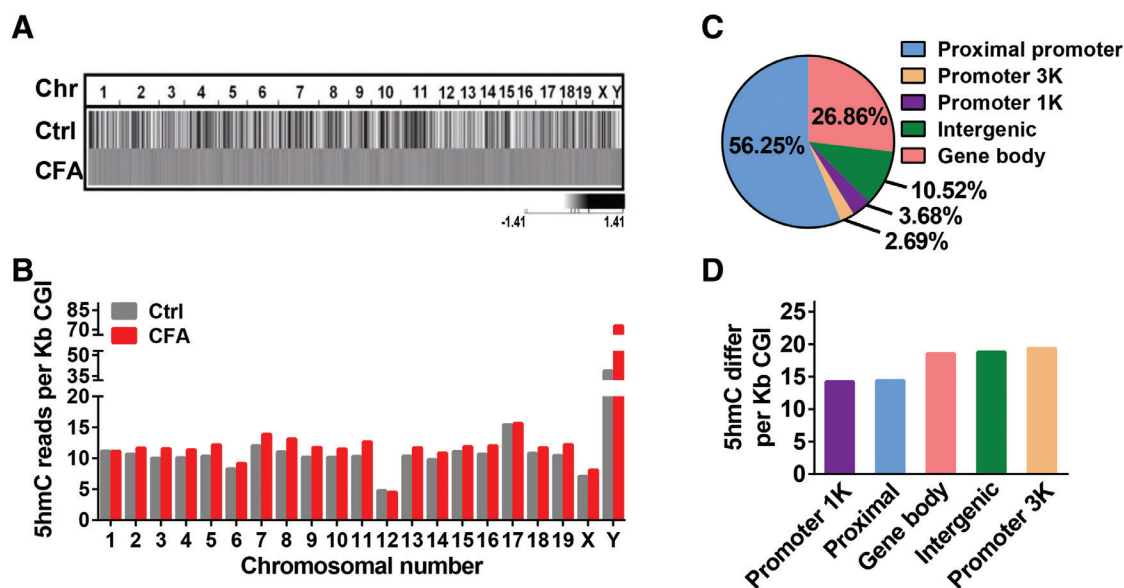 A
Chr 1 2 3 4 5 6 7 8 9 10 11 12 13 14 15 16 17 18 19 X Y
Ctrl
CFA
-1.41 1.41
B
5hmC reads per Kb CGI
85
70
50
35
20
15
10
5
0
Ctrl
CFA
1 2 3 4 5 6 7 8 9 10 11 12 13 14 15 16 17 18 19 X Y
Chromosomal number
C
56.25%
26.86%
10.52%
3.68%
2.69%
Proximal promoter
Promoter 3K
Promoter 1K
Intergenic
Gene body
D
5hmC differ
per Kb CGI
25
20
15
10
5
0
Promoter 1K
Proximal
Gene body
Intergenic
Promoter 3K